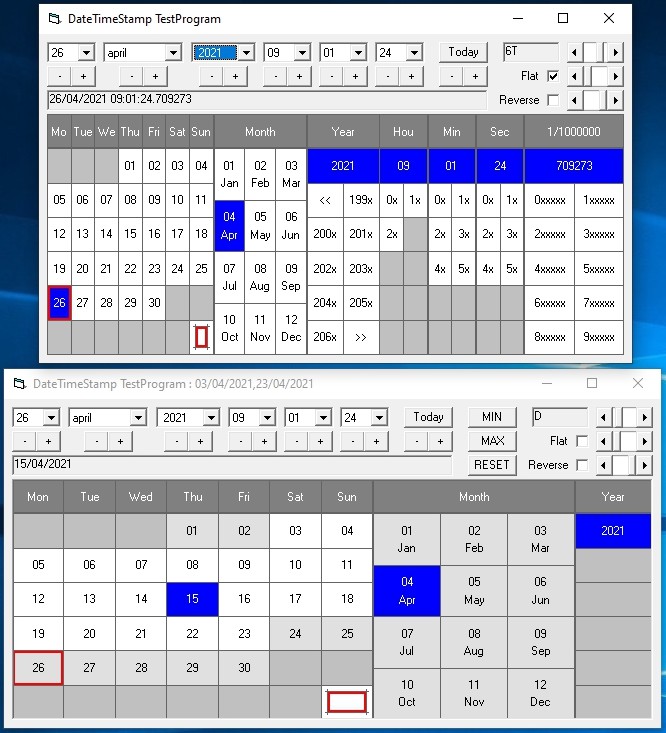 DateTimeStamp TestProgram
26 april 2021 09 01 24 Today 6T
- + - + - + - + - + - + - + Flat
26/04/2021 09:01:24.709273 Reverse
Mo Tue We Thu Fri Sat Sun Month Year Hou Min Sec 1/1000000
01 02 03 04 01 Jan 02 Feb 03 Mar 2021 09 01 24 709273
05 06 07 08 09 10 11 << 199x 0x 1x 0x 1x 0x 1x 0xxxxx 1xxxxx
04 Apr 05 May 06 Jun
12 13 14 15 16 17 18 200x 201x 2x 2x 3x 2x 3x 2xxxxx 3xxxxx
19 20 21 22 23 24 25 07 Jul 08 Aug 09 Sep 202x 203x 4x 5x 4x 5x 4xxxxx 5xxxxx
26 27 28 29 30 204x 205x 6xxxxx 7xxxxx
10 Oct 11 Nov 12 Dec 206x >> 8xxxxx 9xxxxx
DateTimeStamp TestProgram : 03/04/2021,23/04/2021
26 april 2021 09 01 24 Today MIN D
- + - + - + - + - + - + - + MAX Flat
15/04/2021 RESET Reverse
Mon Tue Wed Thu Fri Sat Sun Month Year
01 02 03 04 01 Jan 02 Feb 03 Mar 2021
05 06 07 08 09 10 11
04 Apr 05 May 06 Jun
12 13 14 15 16 17 18
19 20 21 22 23 24 25 07 Jul 08 Aug 09 Sep
26 27 28 29 30
10 Oct 11 Nov 12 Dec